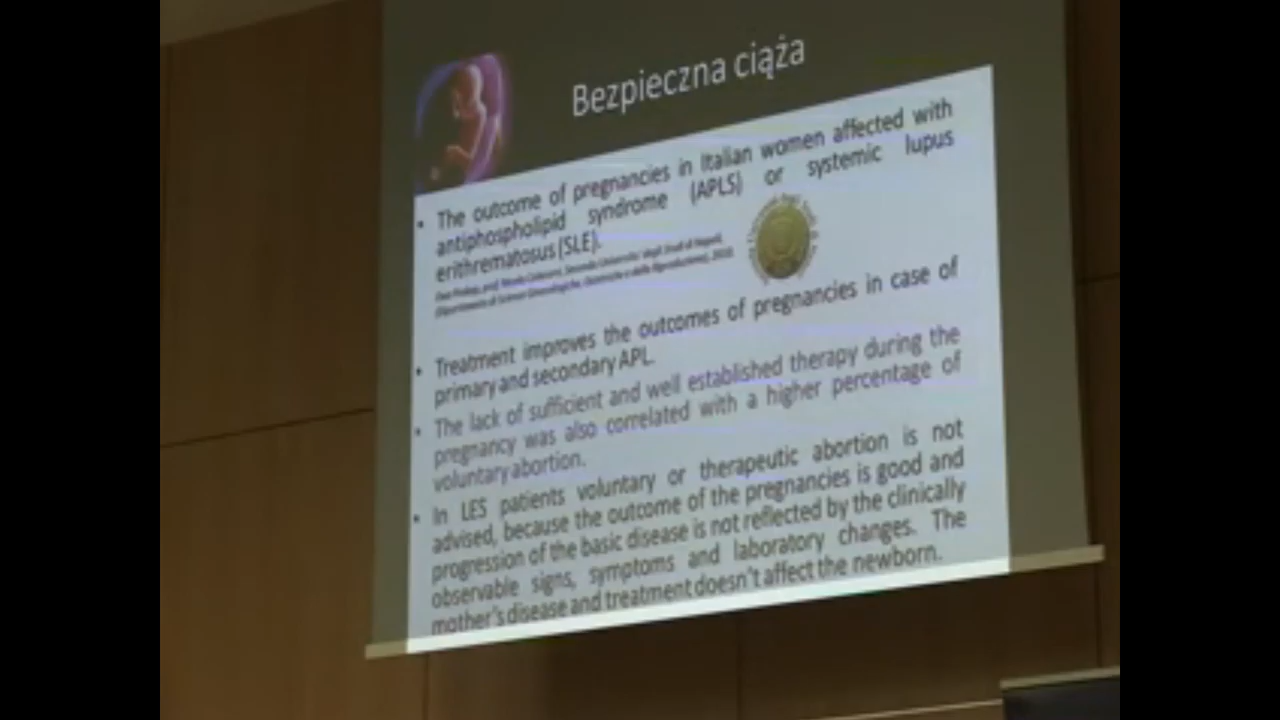 Bezpieczna ciąża
• The outcome of pregnancies in Italian women affected with
antiphospholipid syndrome (APLS) or systemic lupus
erithrematosus (SLE).
• Treatment improves the outcomes of pregnancies in case of
primary and secondary APL.
• The lack of sufficient and well established therapy during the
pregnancy was also correlated with a higher percentage of
voluntary abortion.
• In LES patients voluntary or therapeutic abortion is not
advised, because the outcome of the pregnancies is good and
progression of the basic disease is not reflected by the clinically
observable signs, symptoms and laboratory changes. The
mother's disease and treatment doesn't affect the newborn.